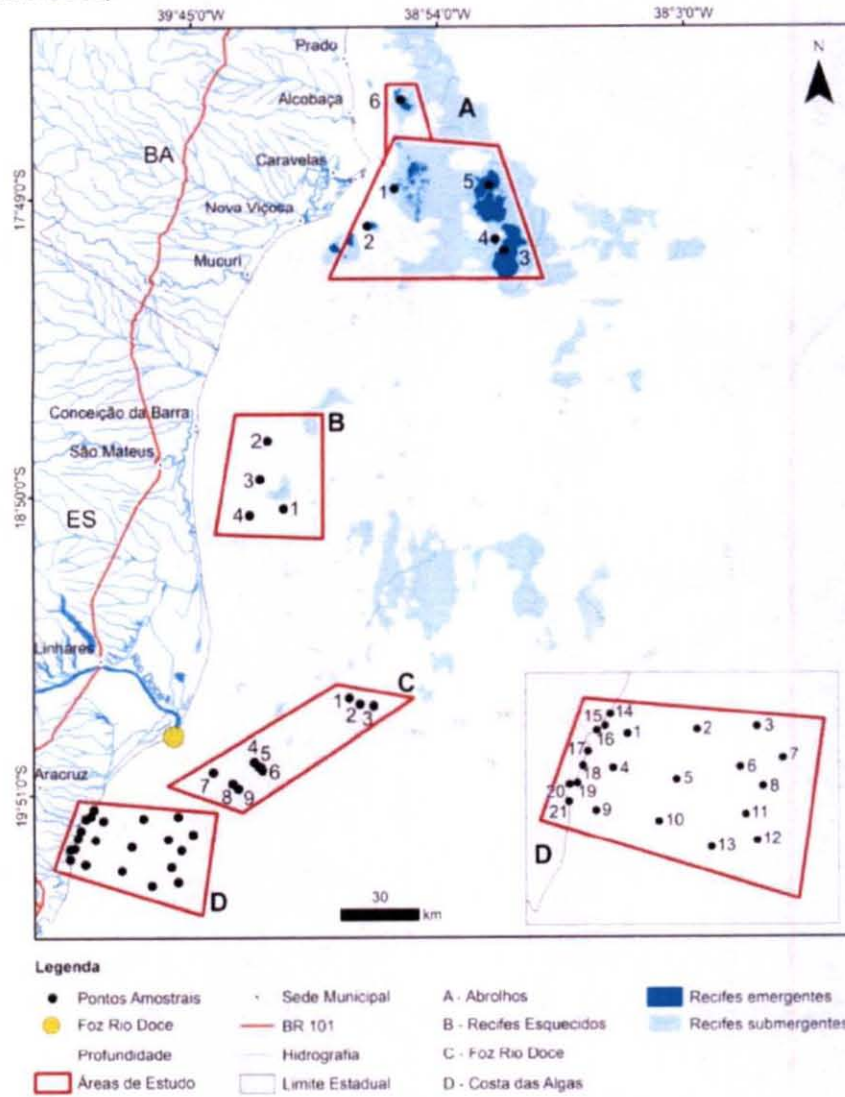 39°45'0"W 38°54'0"W 38°3'0"W
Prado
N
6
A
Alcobaça
BA
Caravelas
5
1
17°49'0"S
Nova Viçosa
2
4
3
Mucuri
Conceição da Barra
B
2
São Mateus
3
18°50'0"S
4
1
ES
Linhares
Rio Doce
C
1
2
3
4
5
6
7
8
9
Aracruz
19°51'0"S
D
30
km
14
15
16
1
2
3
17
7
18
4
6
5
8
20
19
21
9
10
11
12
13
D
Legenda
Pontos Amostrais
Foz Rio Doce
Profundidade
Áreas de Estudo
Sede Municipal
BR 101
Hidrografia
Limite Estadual
A - Abrolhos
B - Recifes Esquecidos
C - Foz Rio Doce
D - Costa das Algas
Recifes emergentes
Recifes submergentes